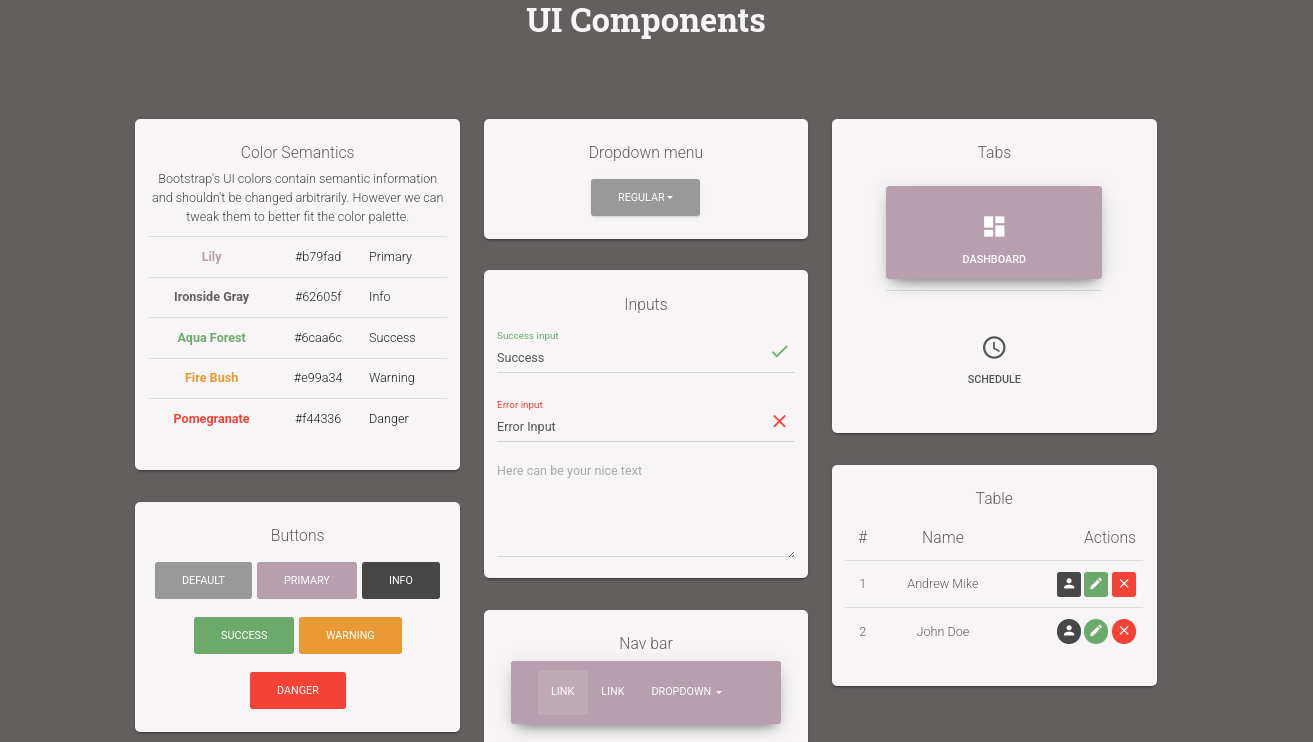 UI Components
Color Semantics
Bootstrap's UI colors contain semantic information
and shouldn't be changed arbitrarily. However we can
tweak them to better fit the color palette.
Lily #b79fad Primary
Ironside Gray #62605f Info
Aqua Forest #6caa6c Success
Fire Bush #e99a34 Warning
Pomegranate #f44336 Danger
Buttons
DEFAULT PRIMARY INFO
SUCCESS WARNING
DANGER
Dropdown menu
REGULAR
Inputs
Success input
Success
Error input
Error Input
Here can be your nice text
Nav bar
LINK LINK DROPDOWN
Tabs
DASHBOARD
SCHEDULE
Table
# Name Actions
1 Andrew Mike
2 John Doe